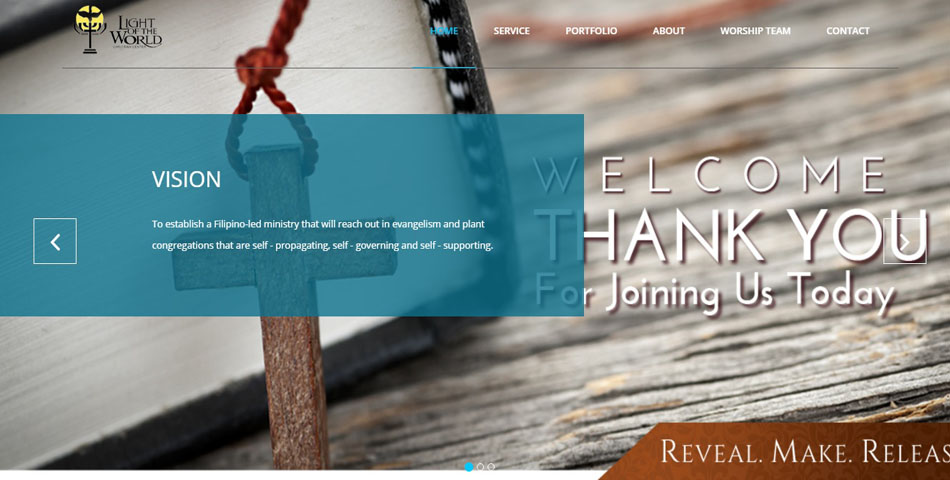 LIGHT
OF THE
WORLD
CHRISTIAN CENTER
HOME
SERVICE
PORTFOLIO
ABOUT
WORSHIP TEAM
CONTACT
VISION
To establish a Filipino-led ministry that will reach out in evangelism and plant
congregations that are self - propagating, self - governing and self - supporting.
WELCOME
THANK YOU
For Joining Us Today
REVEAL. MAKE. RELEAS